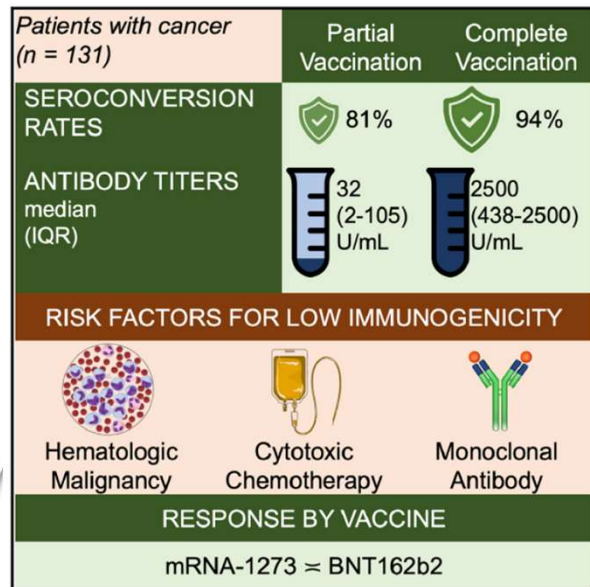 Patients with cancer
(n = 131)
Partial
Vaccination
Complete
Vaccination
SEROCONVERSION
RATES
81%
94%
ANTIBODY TITERS
median
(IQR)
32
(2-105)
U/mL
2500
(438-2500)
U/mL
RISK FACTORS FOR LOW IMMUNOGENICITY
Hematologic
Malignancy
Cytotoxic
Chemotherapy
Monoclonal
Antibody
RESPONSE BY VACCINE
mRNA-1273 ≍ BNT162b2